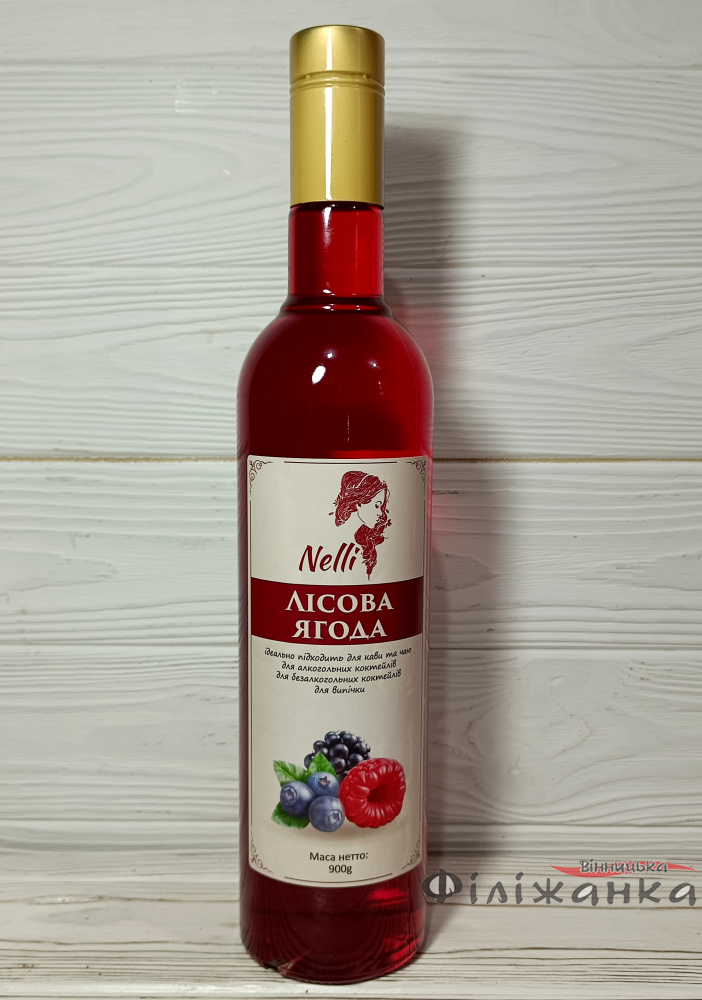 Nelli
ЛІСОВА
ЯГОДА
ідеально підходить для кави та чаю
для алкогольних коктейлів
для безалкогольних коктейлів
для випічки
Маса нетто:
900g
Вінницька
Філіжанка